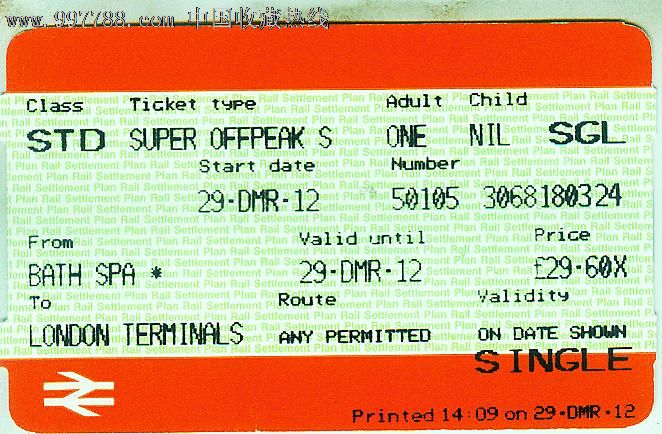 www.997788.com 中国收藏热线
Class Ticket type Adult Child
STD SUPER OFFPEAK S ONE NIL SGL
Start date Number
29·DMR·12 50105 3068180324
From Valid until Price
BATH SPA * 29·DMR·12 £29·60X
To Route Validity
LONDON TERMINALS ANY PERMITTED ON DATE SHOWN
SINGLE
Printed 14:09 on 29·DMR·12